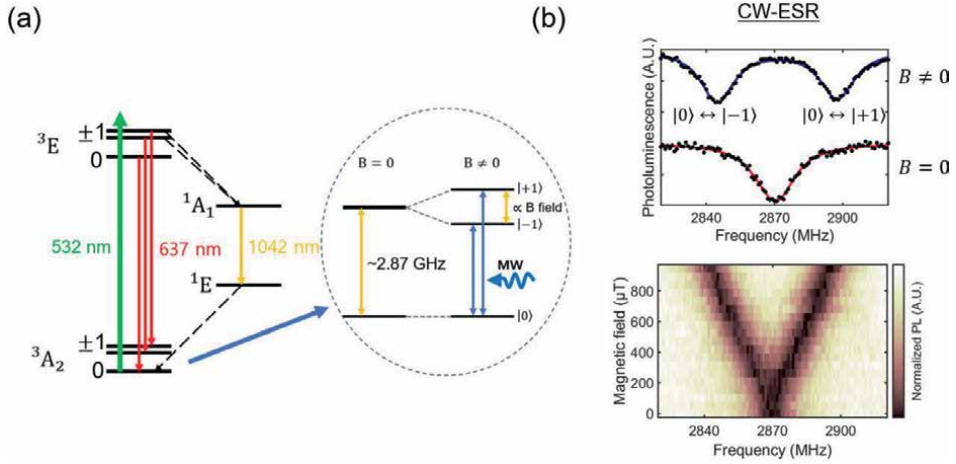 (a)
³E
±1
0
¹A₁
532 nm
637 nm
1042 nm
¹E
³A₂
±1
0
B = 0
B ≠ 0
|+1⟩
∝ B field
|−1⟩
~2.87 GHz
MW
|0⟩
(b)
CW-ESR
Photoluminescence (A.U.)
|0⟩ ↔ |−1⟩
|0⟩ ↔ |+1⟩
B ≠ 0
B = 0
2840
2870
2900
Frequency (MHz)
Magnetic field (μT)
800
600
400
200
0
2840
2870
2900
Frequency (MHz)
Normalized PL (A.U.)